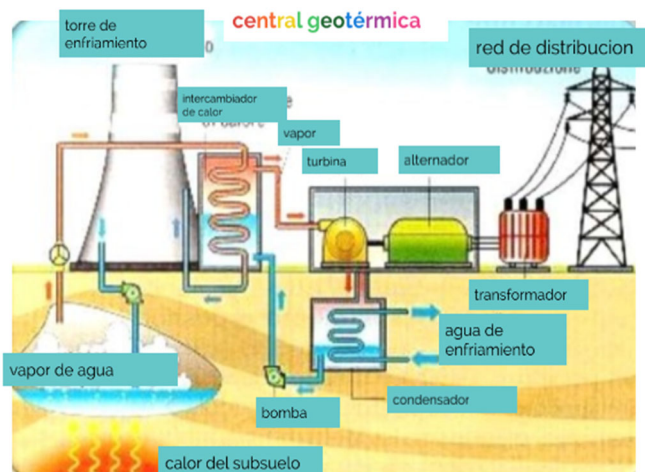 central geotérmica
torre de
enfriamiento
red de distribucion
intercambiador
de calor
vapor
turbina
alternador
transformador
agua de
enfriamiento
vapor de agua
bomba
condensador
calor del subsuelo